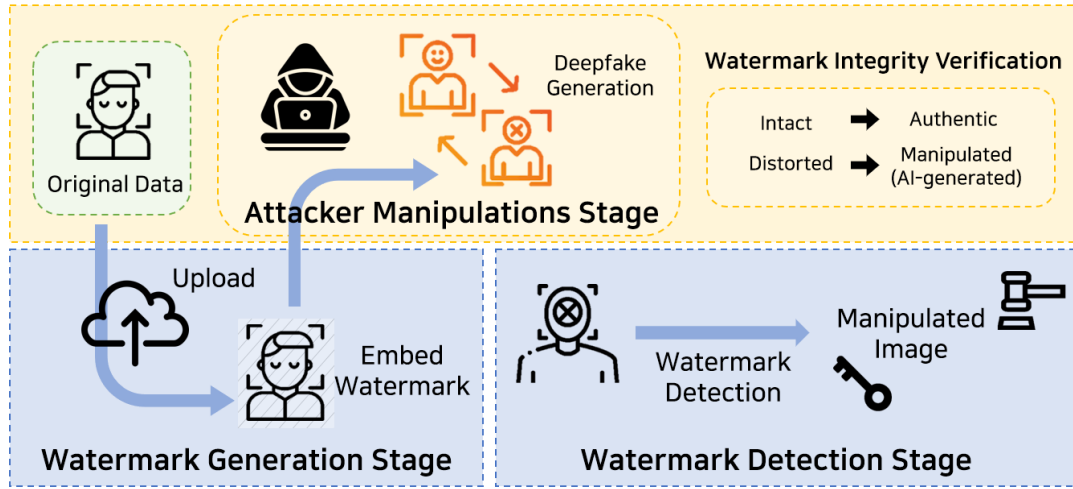 Original Data
Deepfake
Generation
Attacker Manipulations Stage
Watermark Integrity Verification
Intact
Authentic
Distorted
Manipulated
(AI-generated)
Upload
Embed
Watermark
Watermark Generation Stage
Watermark
Detection
Manipulated
Image
Watermark Detection Stage